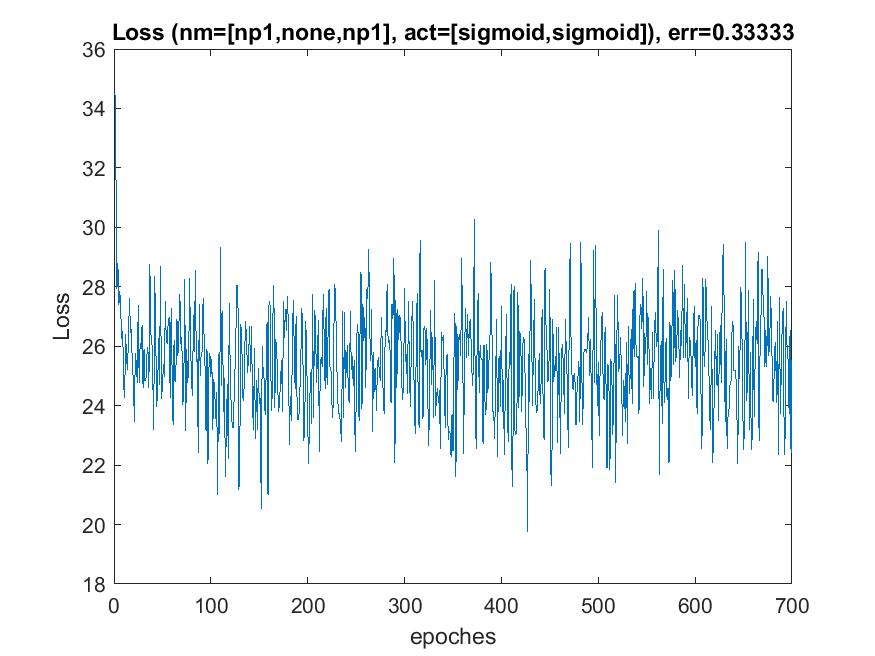 Loss (nm=[np1,none,np1], act=[sigmoid,sigmoid]), err=0.33333
36
34
32
30
28
26
24
22
20
18
Loss
0 100 200 300 400 500 600 700
epoches